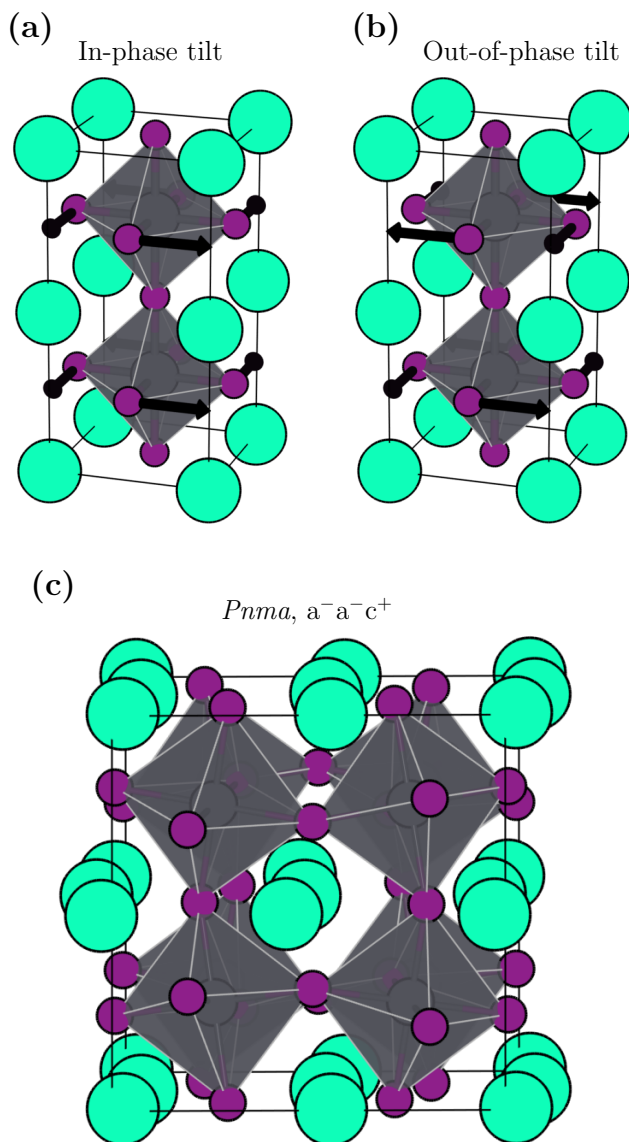 (a)
In-phase tilt
(b)
Out-of-phase tilt
(c)
Pnma, a⁻a⁻c⁺